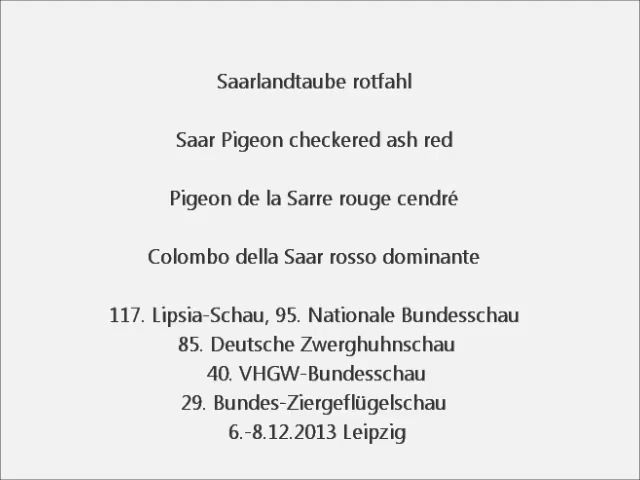 Saarlandtaube rotfahl
Saar Pigeon checkered ash red
Pigeon de la Sarre rouge cendré
Colombo della Saar rosso dominante
117. Lipsia-Schau, 95. Nationale Bundesschau
85. Deutsche Zwerghuhnschau
40. VHGW-Bundesschau
29. Bundes-Ziergeflügelschau
6.-8.12.2013 Leipzig